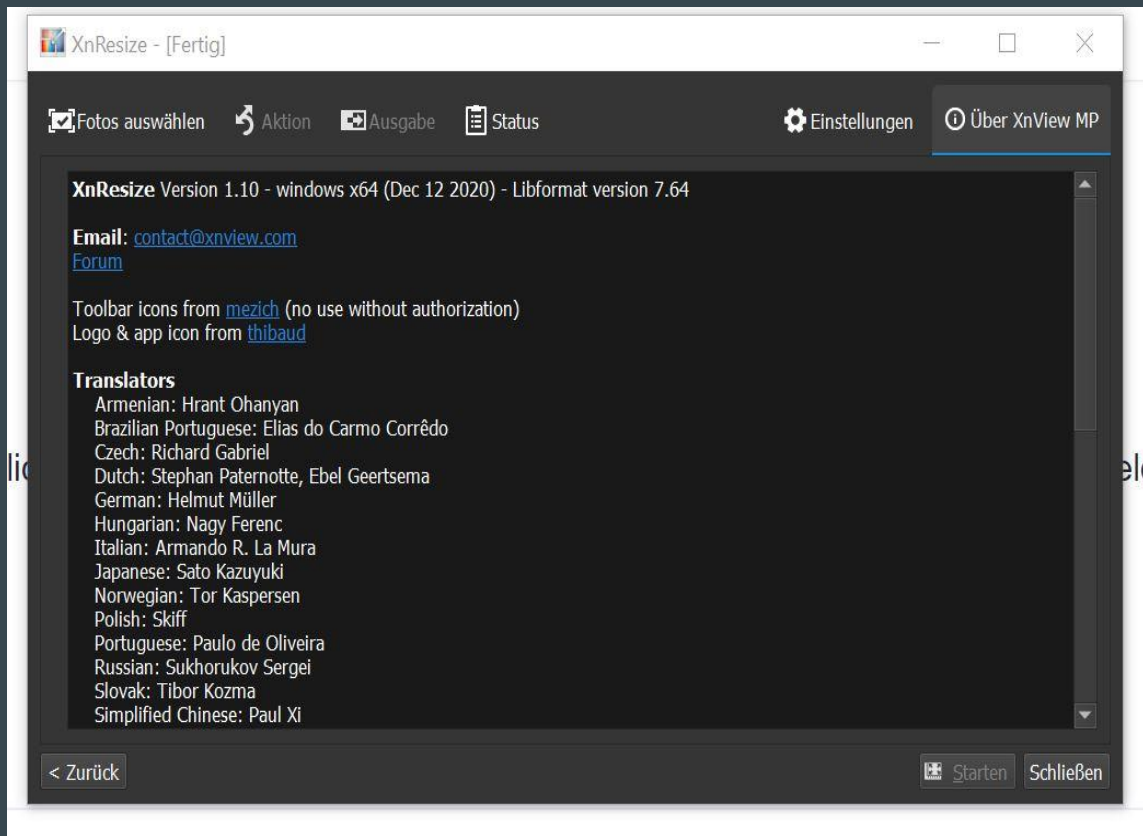 XnResize - [Fertig]
Fotos auswählen Aktion Ausgabe Status Einstellungen Über XnView MP
XnResize Version 1.10 - windows x64 (Dec 12 2020) - Libformat version 7.64
Email: contact@xnview.com
Forum
Toolbar icons from mezich (no use without authorization)
Logo & app icon from thibaud
Translators
Armenian: Hrant Ohanyan
Brazilian Portuguese: Elias do Carmo Corrêdo
Czech: Richard Gabriel
Dutch: Stephan Paternotte, Ebel Geertsema
German: Helmut Müller
Hungarian: Nagy Ferenc
Italian: Armando R. La Mura
Japanese: Sato Kazuyuki
Norwegian: Tor Kaspersen
Polish: Skiff
Portuguese: Paulo de Oliveira
Russian: Sukhorukov Sergei
Slovak: Tibor Kozma
Simplified Chinese: Paul Xi
< Zurück Starten Schließen